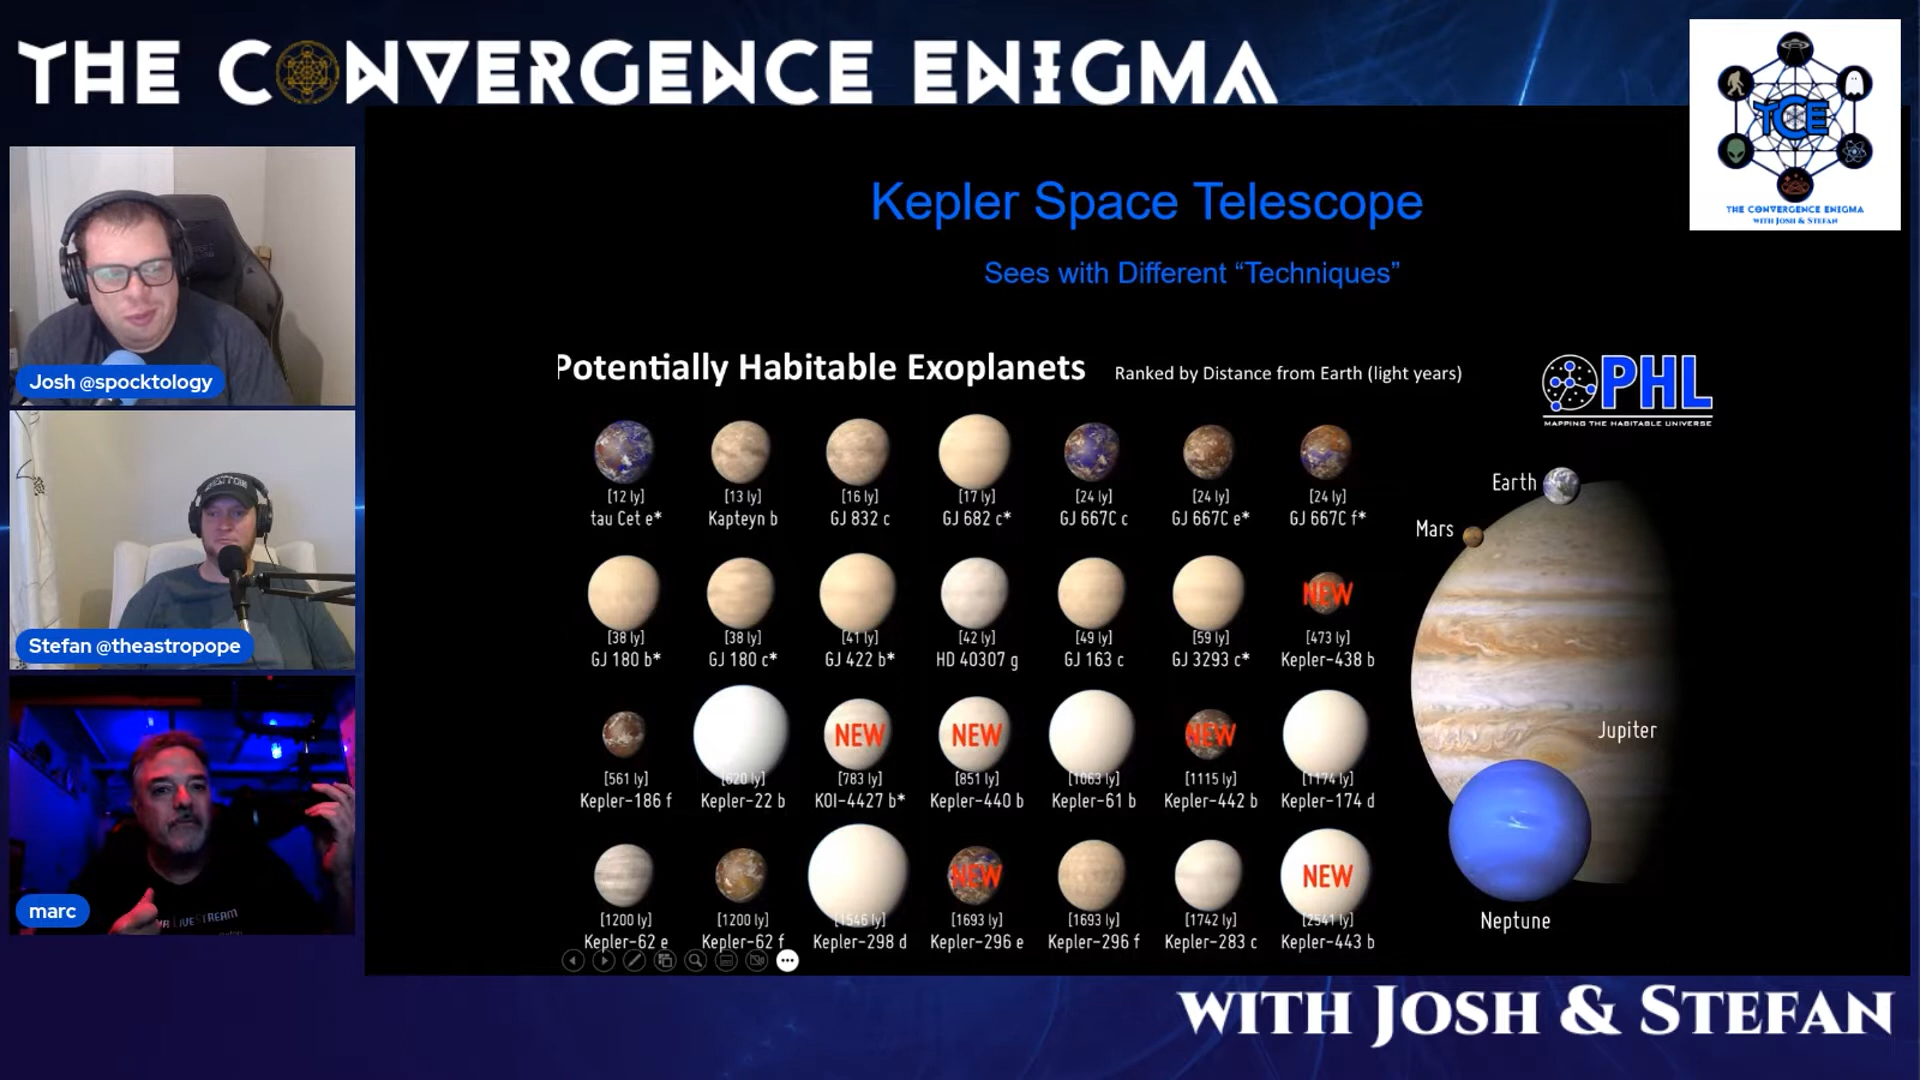 THE CONVERGENCE ENIGMA
TCE
THE CONVERGENCE ENIGMA
WITH JOSH & STEFAN
Josh @spocktology
Stefan @theastropope
marc
LIVESTREAM
Kepler Space Telescope
Sees with Different “Techniques”
Potentially Habitable Exoplanets
Ranked by Distance from Earth (light years)
PHL
MAPPING THE HABITABLE UNIVERSE
[12 ly] [13 ly] [16 ly] [17 ly] [24 ly] [24 ly] [24 ly]
tau Cet e* Kapteyn b GJ 832 c GJ 682 c* GJ 667C c GJ 667C e* GJ 667C f*
NEW
[38 ly] [38 ly] [41 ly] [42 ly] [49 ly] [59 ly] [473 ly]
GJ 180 b* GJ 180 c* GJ 422 b* HD 40307 g GJ 163 c GJ 3293 c* Kepler-438 b
NEW NEW NEW
[561 ly] [620 ly] [783 ly] [851 ly] [1063 ly] [1115 ly] [1174 ly]
Kepler-186 f Kepler-22 b KOI-4427 b* Kepler-440 b Kepler-61 b Kepler-442 b Kepler-174 d
NEW NEW
[1200 ly] [1200 ly] [1546 ly] [1693 ly] [1693 ly] [1742 ly] [2541 ly]
Kepler-62 e Kepler-62 f Kepler-298 d Kepler-296 e Kepler-296 f Kepler-283 c Kepler-443 b
Earth
Mars
Jupiter
Neptune
WITH JOSH & STEFAN